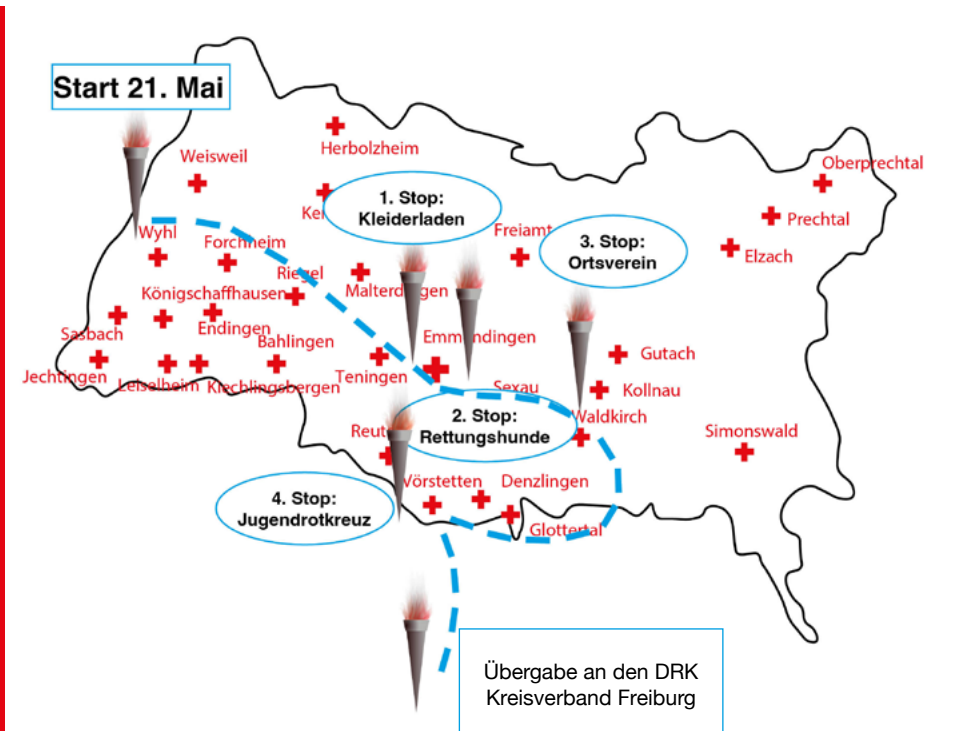 Start 21. Mai
Herbolzheim
Weisweil
Oberprechtal
1. Stop:
Kleiderladen
Prechtal
Freiamt
3. Stop:
Ortsverein
Elzach
Wyhl
Forchheim
Riegel
Malterdingen
Königschaffhausen
Endingen
Sasbach
Bahlingen
Emmendingen
Jechtingen
Leiselheim
Kiechlingsbergen
Teningen
Sexau
Gutach
Kollnau
2. Stop:
Rettungshunde
Waldkirch
Simonswald
Vörstetten
Denzlingen
4. Stop:
Jugendrotkreuz
Glottertal
Übergabe an den DRK
Kreisverband Freiburg